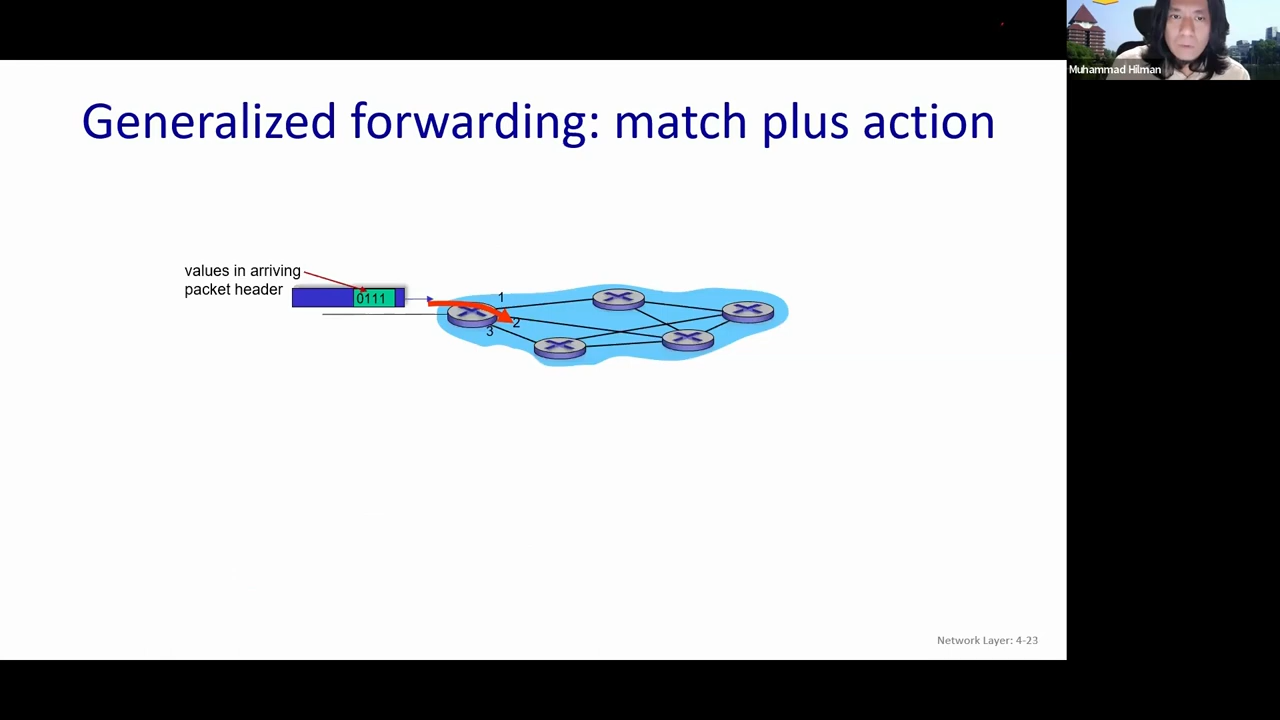 Muhammad Hilman
Generalized forwarding: match plus action
values in arriving
packet header
0111
1
2
3
Network Layer: 4-23